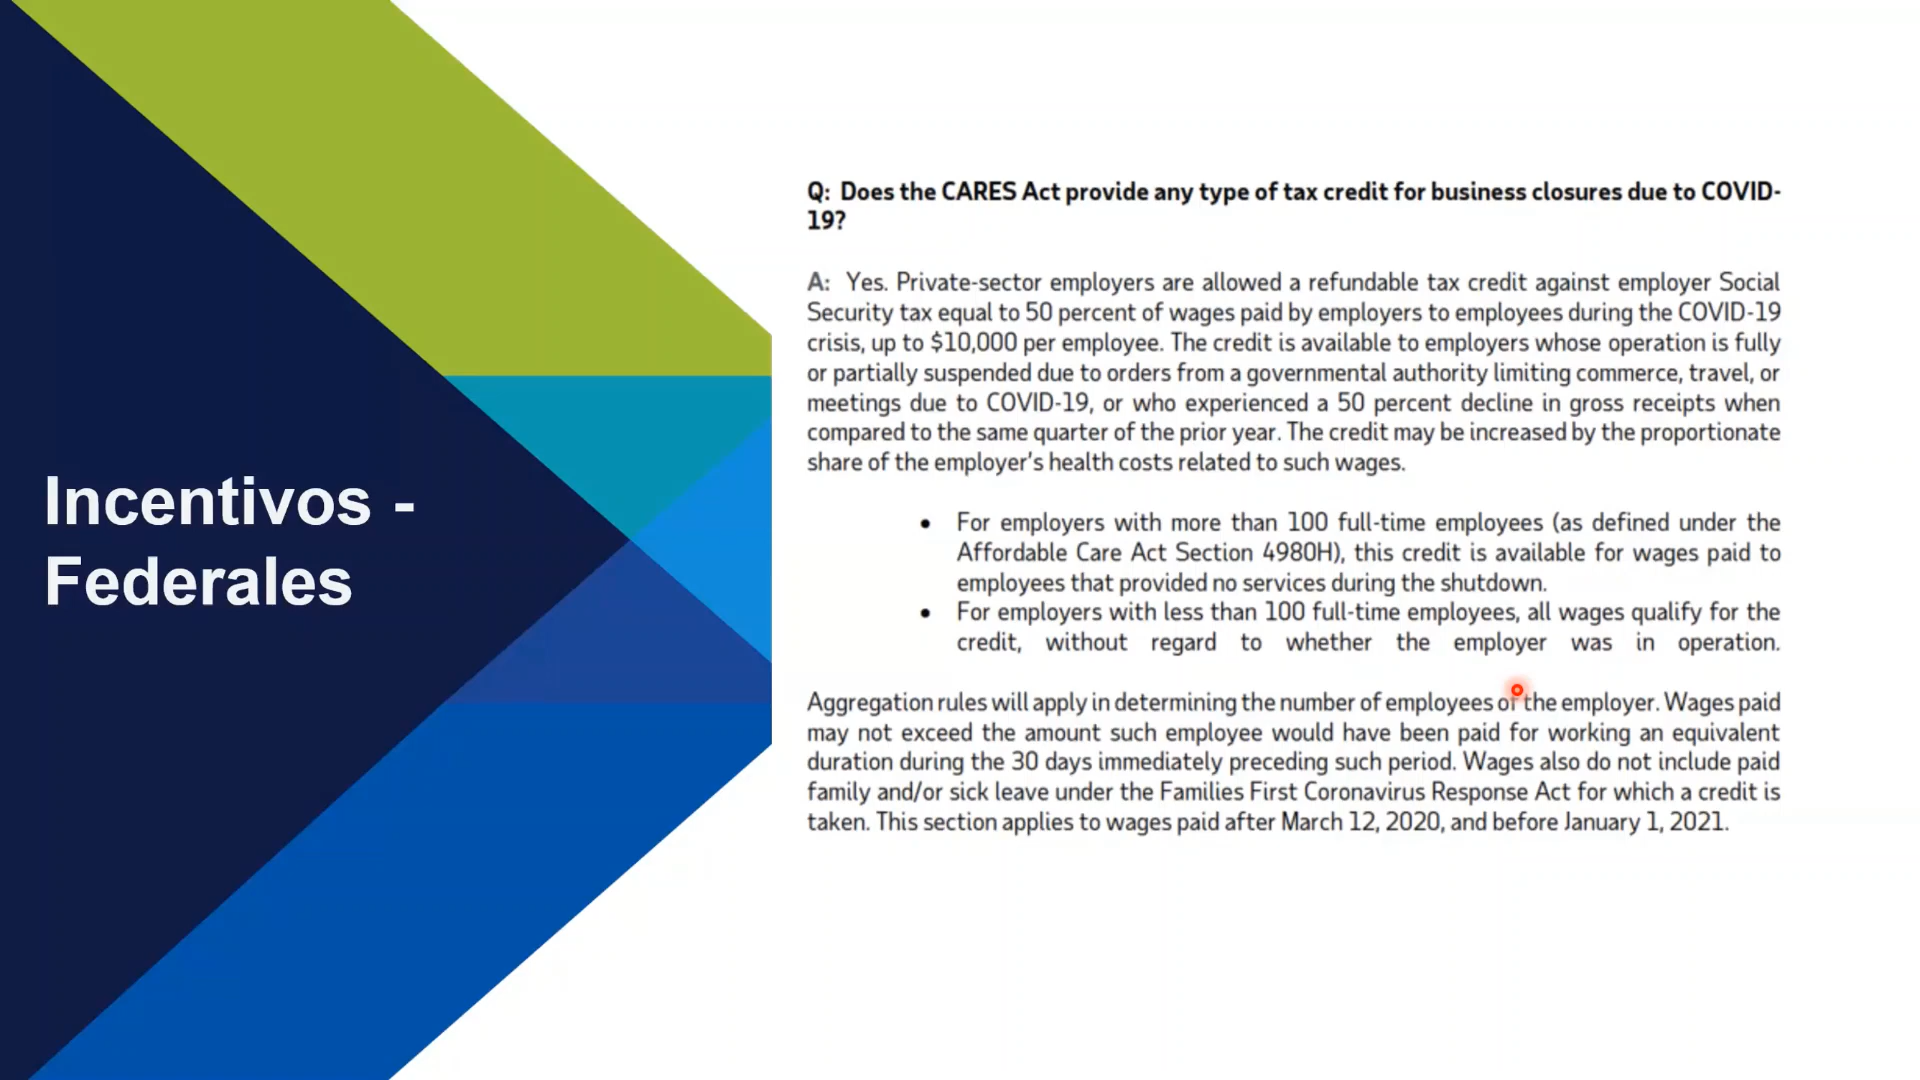 Incentivos -
Federales
Q: Does the CARES Act provide any type of tax credit for business closures due to COVID-
19?
A: Yes. Private-sector employers are allowed a refundable tax credit against employer Social
Security tax equal to 50 percent of wages paid by employers to employees during the COVID-19
crisis, up to $10,000 per employee. The credit is available to employers whose operation is fully
or partially suspended due to orders from a governmental authority limiting commerce, travel, or
meetings due to COVID-19, or who experienced a 50 percent decline in gross receipts when
compared to the same quarter of the prior year. The credit may be increased by the proportionate
share of the employer's health costs related to such wages.
• For employers with more than 100 full-time employees (as defined under the
Affordable Care Act Section 4980H), this credit is available for wages paid to
employees that provided no services during the shutdown.
• For employers with less than 100 full-time employees, all wages qualify for the
credit, without regard to whether the employer was in operation.
Aggregation rules will apply in determining the number of employees of the employer. Wages paid
may not exceed the amount such employee would have been paid for working an equivalent
duration during the 30 days immediately preceding such period. Wages also do not include paid
family and/or sick leave under the Families First Coronavirus Response Act for which a credit is
taken. This section applies to wages paid after March 12, 2020, and before January 1, 2021.